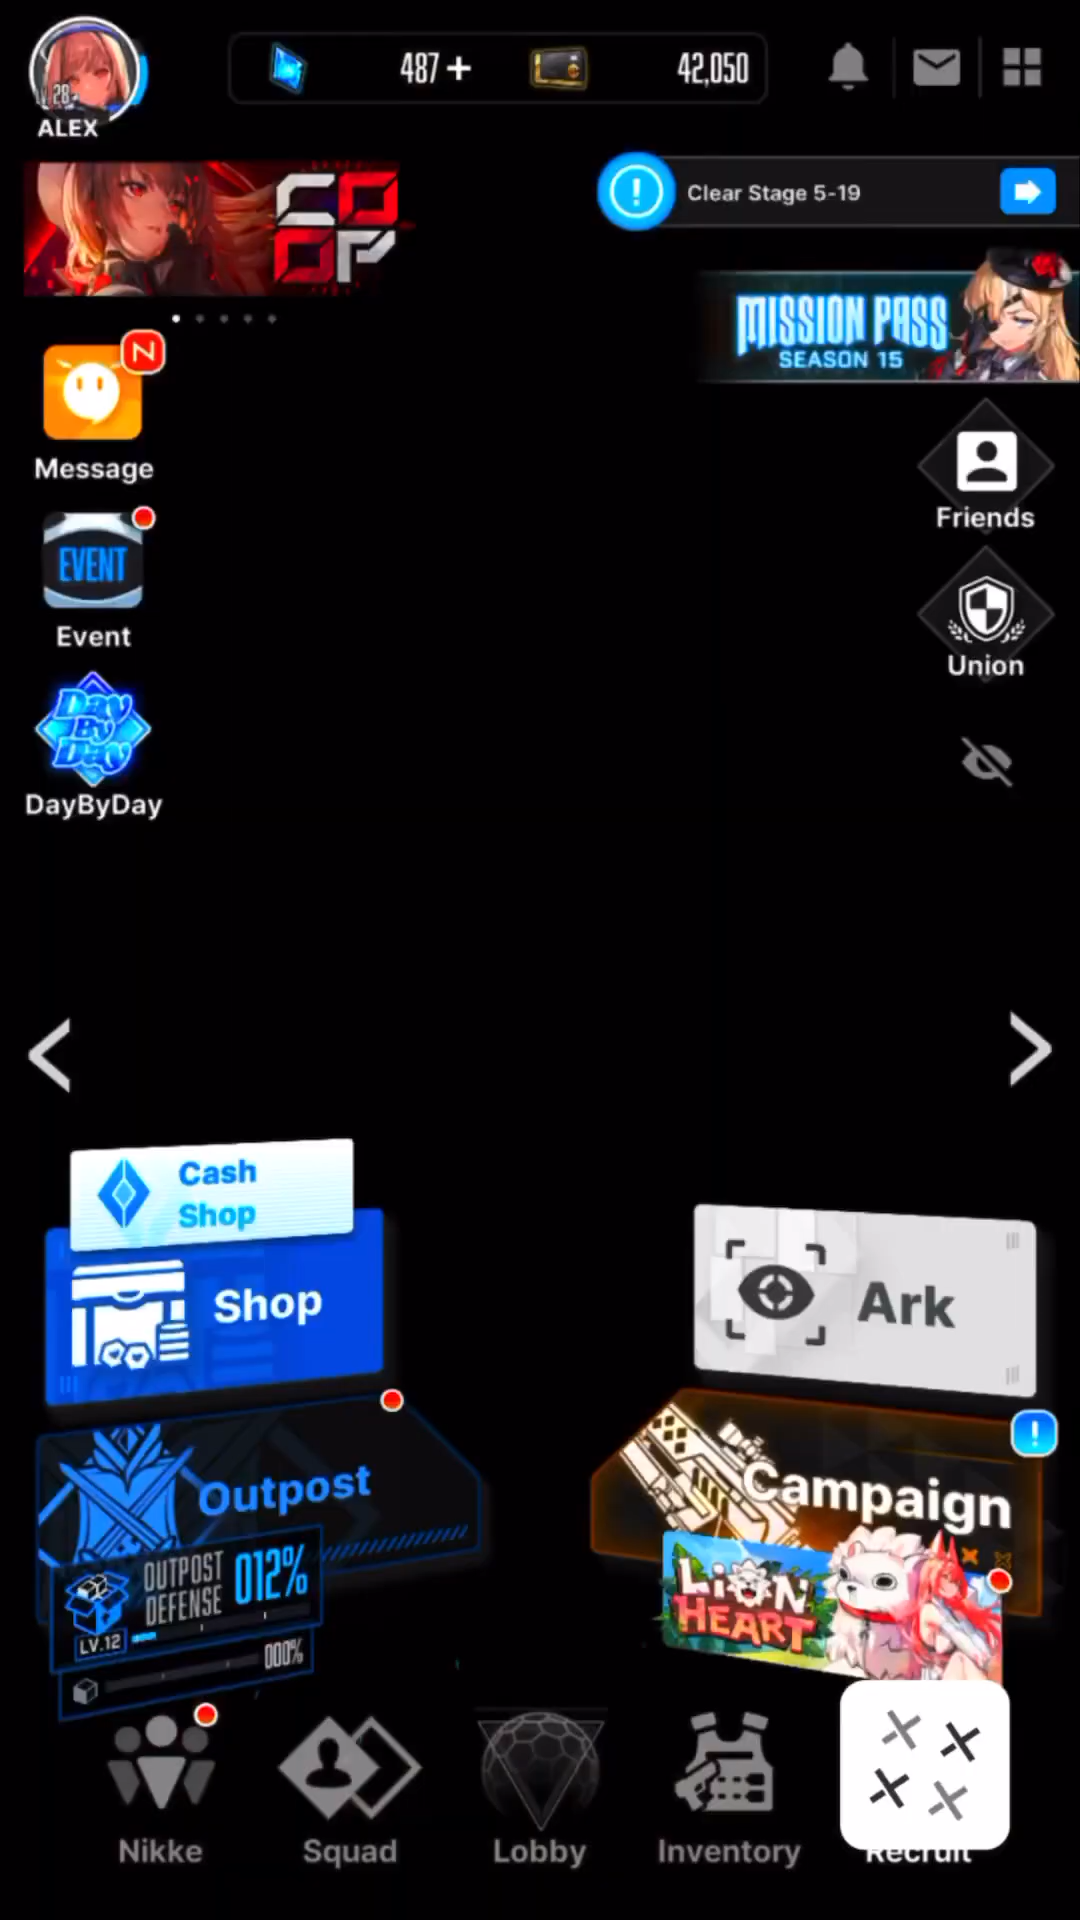 487+
42,050
LV.28
ALEX
CO
OP
Clear Stage 5-19
MISSION PASS
SEASON 15
N
Message
Friends
EVENT
Event
Union
Day
By
Day
DayByDay
Cash
Shop
Shop
Ark
Outpost
Campaign
OUTPOST
DEFENSE
012%
LV.12
000%
LiON
HEART
Nikke
Squad
Lobby
Inventory
Recruit